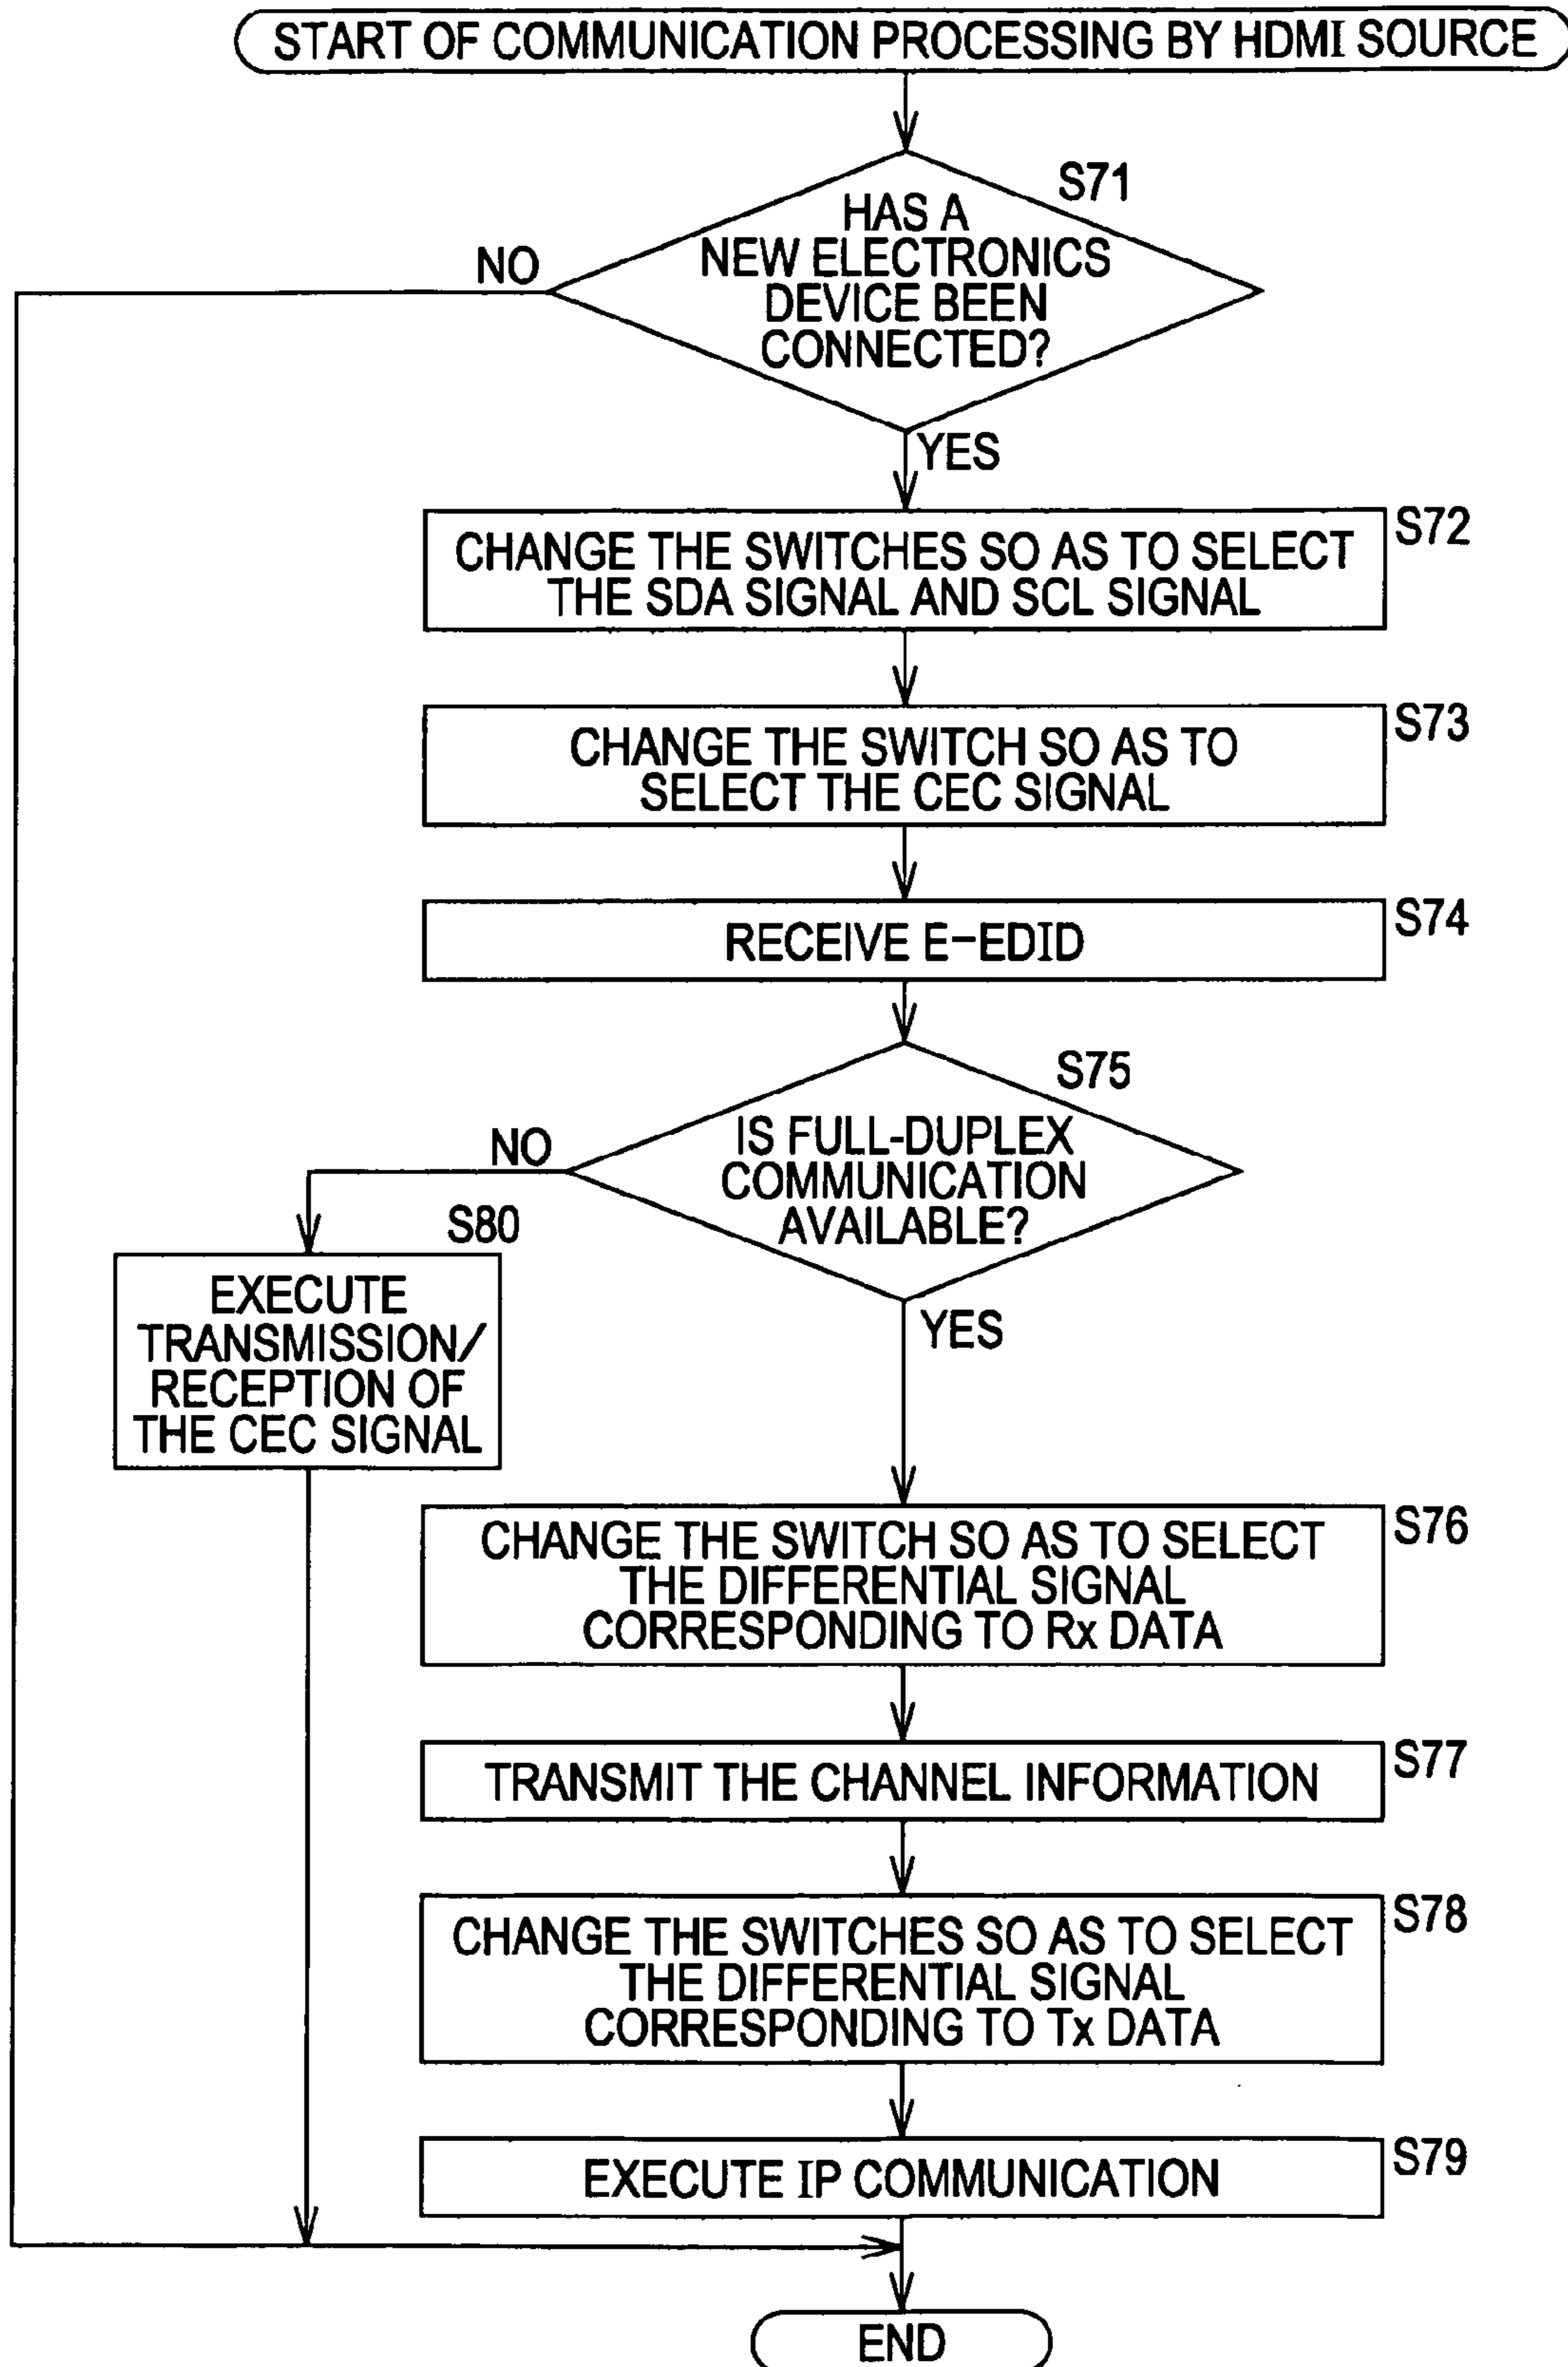 START OF COMMUNICATION PROCESSING BY HDMI SOURCE
S71
HAS A
NEW ELECTRONICS
DEVICE BEEN
CONNECTED?
NO
YES
S72
CHANGE THE SWITCHES SO AS TO SELECT
THE SDA SIGNAL AND SCL SIGNAL
S73
CHANGE THE SWITCH SO AS TO
SELECT THE CEC SIGNAL
S74
RECEIVE E-EDID
S75
IS FULL-DUPLEX
COMMUNICATION
AVAILABLE?
NO
YES
S80
EXECUTE
TRANSMISSION/
RECEPTION OF
THE CEC SIGNAL
S76
CHANGE THE SWITCH SO AS TO SELECT
THE DIFFERENTIAL SIGNAL
CORRESPONDING TO Rx DATA
S77
TRANSMIT THE CHANNEL INFORMATION
S78
CHANGE THE SWITCHES SO AS TO SELECT
THE DIFFERENTIAL SIGNAL
CORRESPONDING TO Tx DATA
S79
EXECUTE IP COMMUNICATION
END